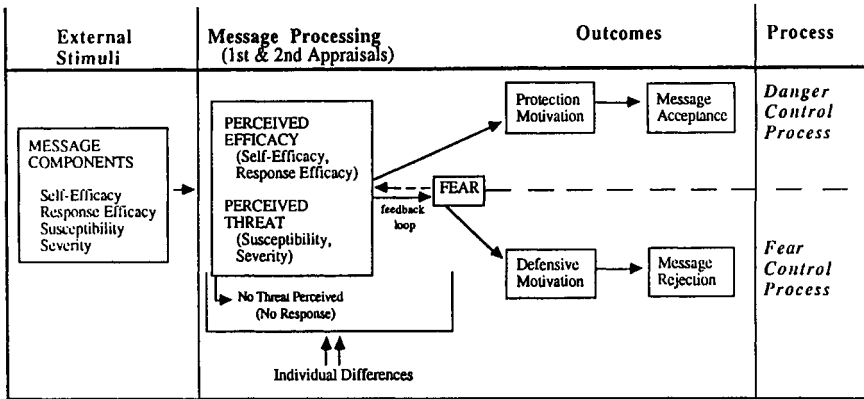 External
Stimuli
Message Processing
(1st & 2nd Appraisals)
Outcomes
Process
MESSAGE
COMPONENTS
Self-Efficacy
Response Efficacy
Susceptibility
Severity
PERCEIVED
EFFICACY
(Self-Efficacy,
Response Efficacy)
PERCEIVED
THREAT
(Susceptibility,
Severity)
No Threat Perceived
(No Response)
Individual Differences
FEAR
feedback
loop
Protection
Motivation
Message
Acceptance
Defensive
Motivation
Message
Rejection
Danger
Control
Process
Fear
Control
Process